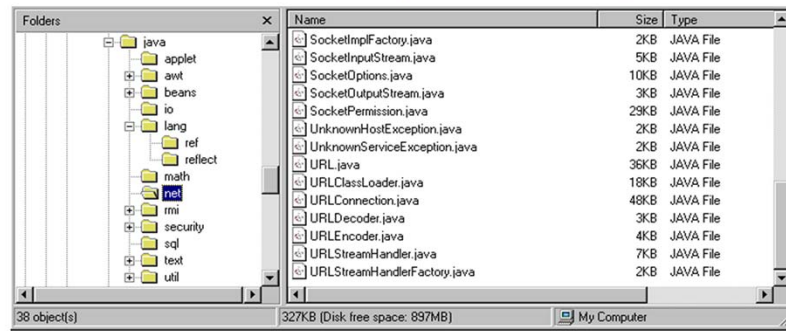 Folders
java
applet
awt
beans
io
lang
ref
reflect
math
net
rmi
security
sql
text
util
Name Size Type
SocketImplFactory.java 2KB JAVA File
SocketInputStream.java 5KB JAVA File
SocketOptions.java 10KB JAVA File
SocketOutputStream.java 3KB JAVA File
SocketPermission.java 29KB JAVA File
UnknownHostException.java 2KB JAVA File
UnknownServiceException.java 2KB JAVA File
URL.java 36KB JAVA File
URLClassLoader.java 18KB JAVA File
URLConnection.java 48KB JAVA File
URLDecoder.java 3KB JAVA File
URLEncoder.java 4KB JAVA File
URLStreamHandler.java 7KB JAVA File
URLStreamHandlerFactory.java 2KB JAVA File
38 object(s) 327KB (Disk free space: 897MB) My Computer